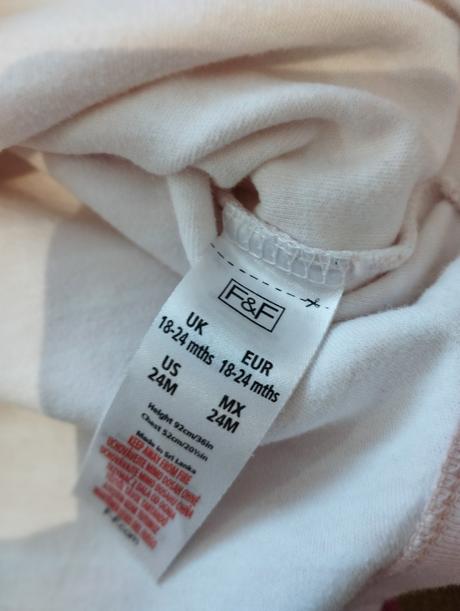 F&F
UK
18-24 mths
EUR
18-24 mths
US
24M
MX
24M
Height 92cm/36in
Chest 52cm/20½in
Made in Sri Lanka
KEEP AWAY FROM FIRE